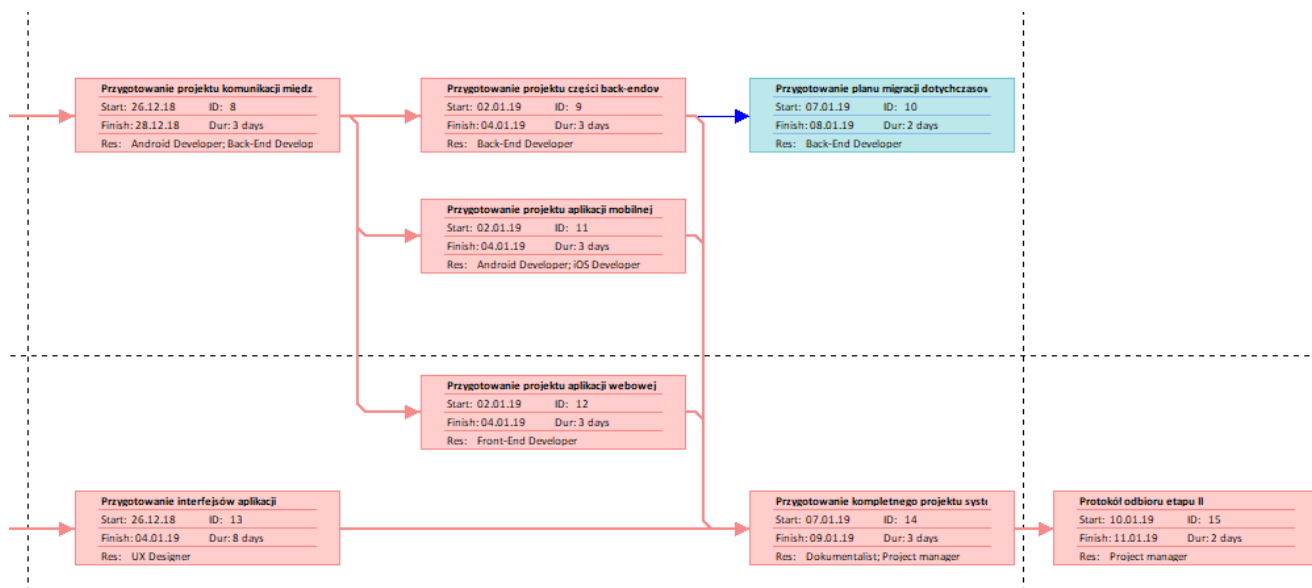 Przygotowanie projektu komunikacji międz
Start: 26.12.18 ID: 8
Finish: 28.12.18 Dur: 3 days
Res: Android Developer; Back-End Develop
Przygotowanie projektu części back-endow
Start: 02.01.19 ID: 9
Finish: 04.01.19 Dur: 3 days
Res: Back-End Developer
Przygotowanie planu migracji dotychczasow
Start: 07.01.19 ID: 10
Finish: 08.01.19 Dur: 2 days
Res: Back-End Developer
Przygotowanie projektu aplikacji mobilnej
Start: 02.01.19 ID: 11
Finish: 04.01.19 Dur: 3 days
Res: Android Developer; iOS Developer
Przygotowanie projektu aplikacji webowej
Start: 02.01.19 ID: 12
Finish: 04.01.19 Dur: 3 days
Res: Front-End Developer
Przygotowanie interfejsów aplikacji
Start: 26.12.18 ID: 13
Finish: 04.01.19 Dur: 8 days
Res: UX Designer
Przygotowanie kompletnego projektu syst
Start: 07.01.19 ID: 14
Finish: 09.01.19 Dur: 3 days
Res: Dokumentalist; Project manager
Protokół odbioru etapu II
Start: 10.01.19 ID: 15
Finish: 11.01.19 Dur: 2 days
Res: Project manager